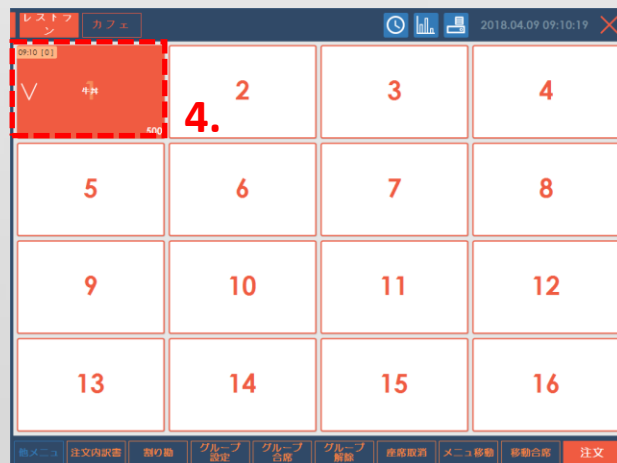 レストラ
ン
カフェ
2018.04.09 09:10:19
09:10 [0]
1
牛丼
500
4.
2
3
4
5
6
7
8
9
10
11
12
13
14
15
16
他メニュ
注文内訳書
割り勘
グループ
設定
グループ
合席
グループ
解除
座席取消
メニュ移動
移動合席
注文